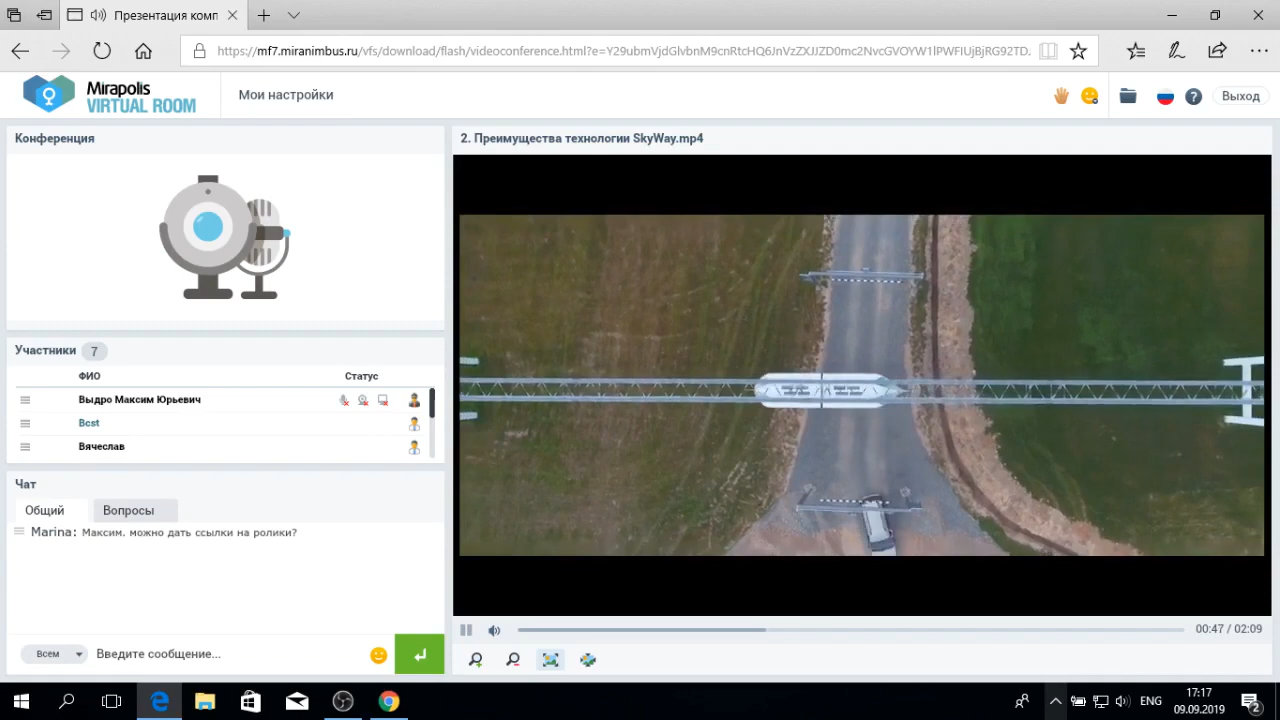 Презентация комп
https://mf7.miranimbus.ru/vfs/download/flash/videoconference.html?e=Y29ubmVjdGlvbnM9cnRtcHQ6JnVzZXJJZD0mc2NvcGVOYW1lPWFIUjBjRG92TD.
Mirapolis
VIRTUAL ROOM
Мои настройки
Выход
Конференция
2. Преимущества технологии SkyWay.mp4
Участники 7
ФИО Статус
Выдро Максим Юрьевич
Bcst
Вячеслав
Чат
Общий Вопросы
Marina: Максим, можно дать ссылки на ролики?
Всем Введите сообщение...
00:47 / 02:09
ENG
17:17
09.09.2019
2